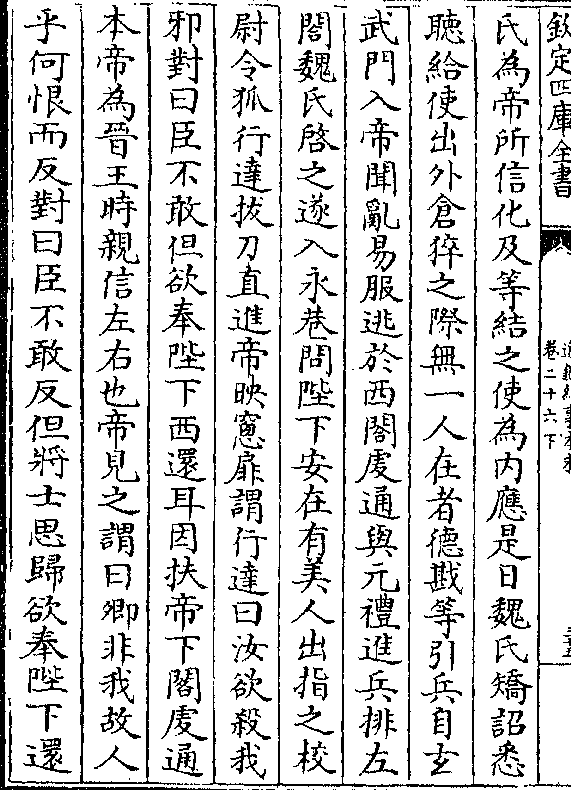 欽定四庫全書
卷二十六下
氏為帝所信化及等結之使為内應是日魏氏矯詔悉
聽給使出外倉猝之際無一人在者德戡等引兵自玄
武門入帝聞亂易服逃於西閤虔通與元禮進兵排左
閤魏氏啓之遂入永巷問陛下安在有美人出指之校
尉令狐行達拔刀直進帝映窻扉謂行達曰汝欲殺我
邪對曰臣不敢但欲奉陛下西還耳因扶帝下閤虔通
本帝為晉王時親信左右也帝見之謂曰卿非我故人
乎何恨而反對曰臣不敢反但將士思歸欲奉陛下還